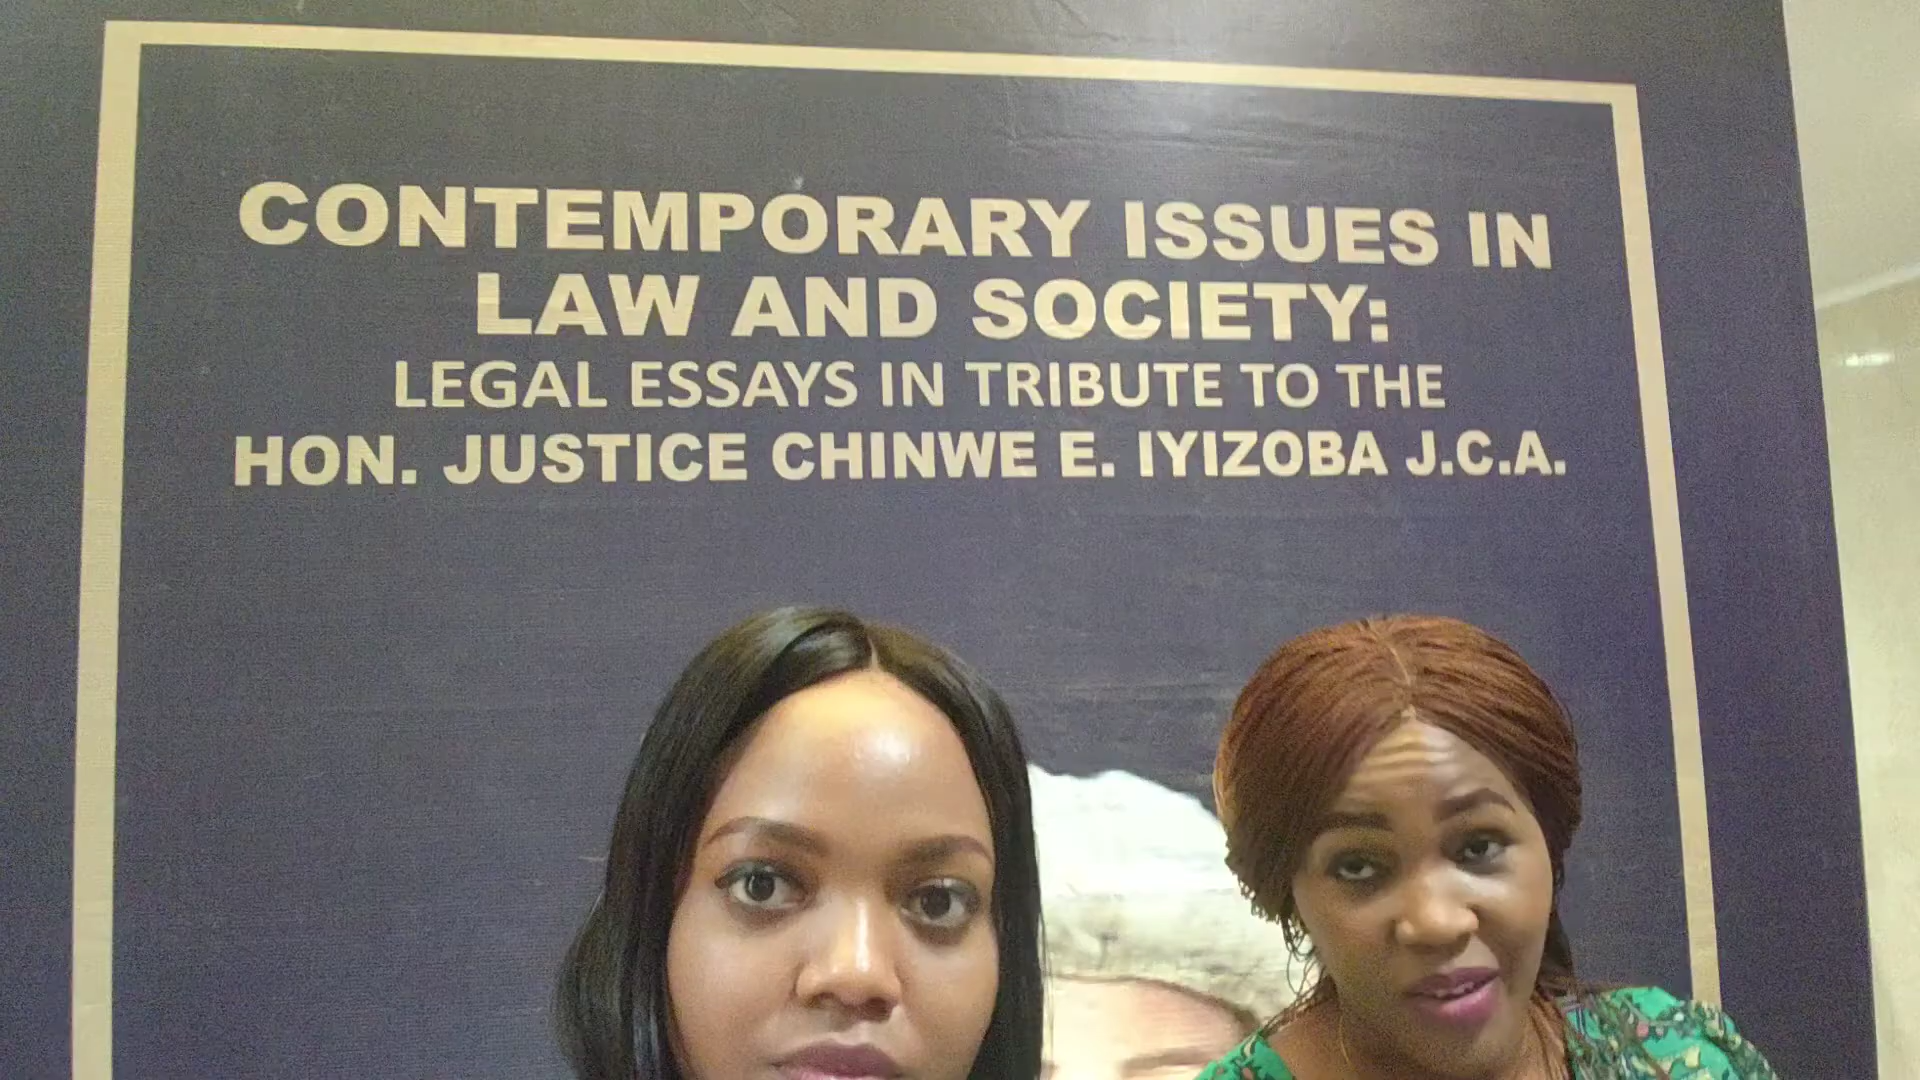 CONTEMPORARY ISSUES IN
LAW AND SOCIETY:
LEGAL ESSAYS IN TRIBUTE TO THE
HON. JUSTICE CHINWE E. IYIZOBA J.C.A.